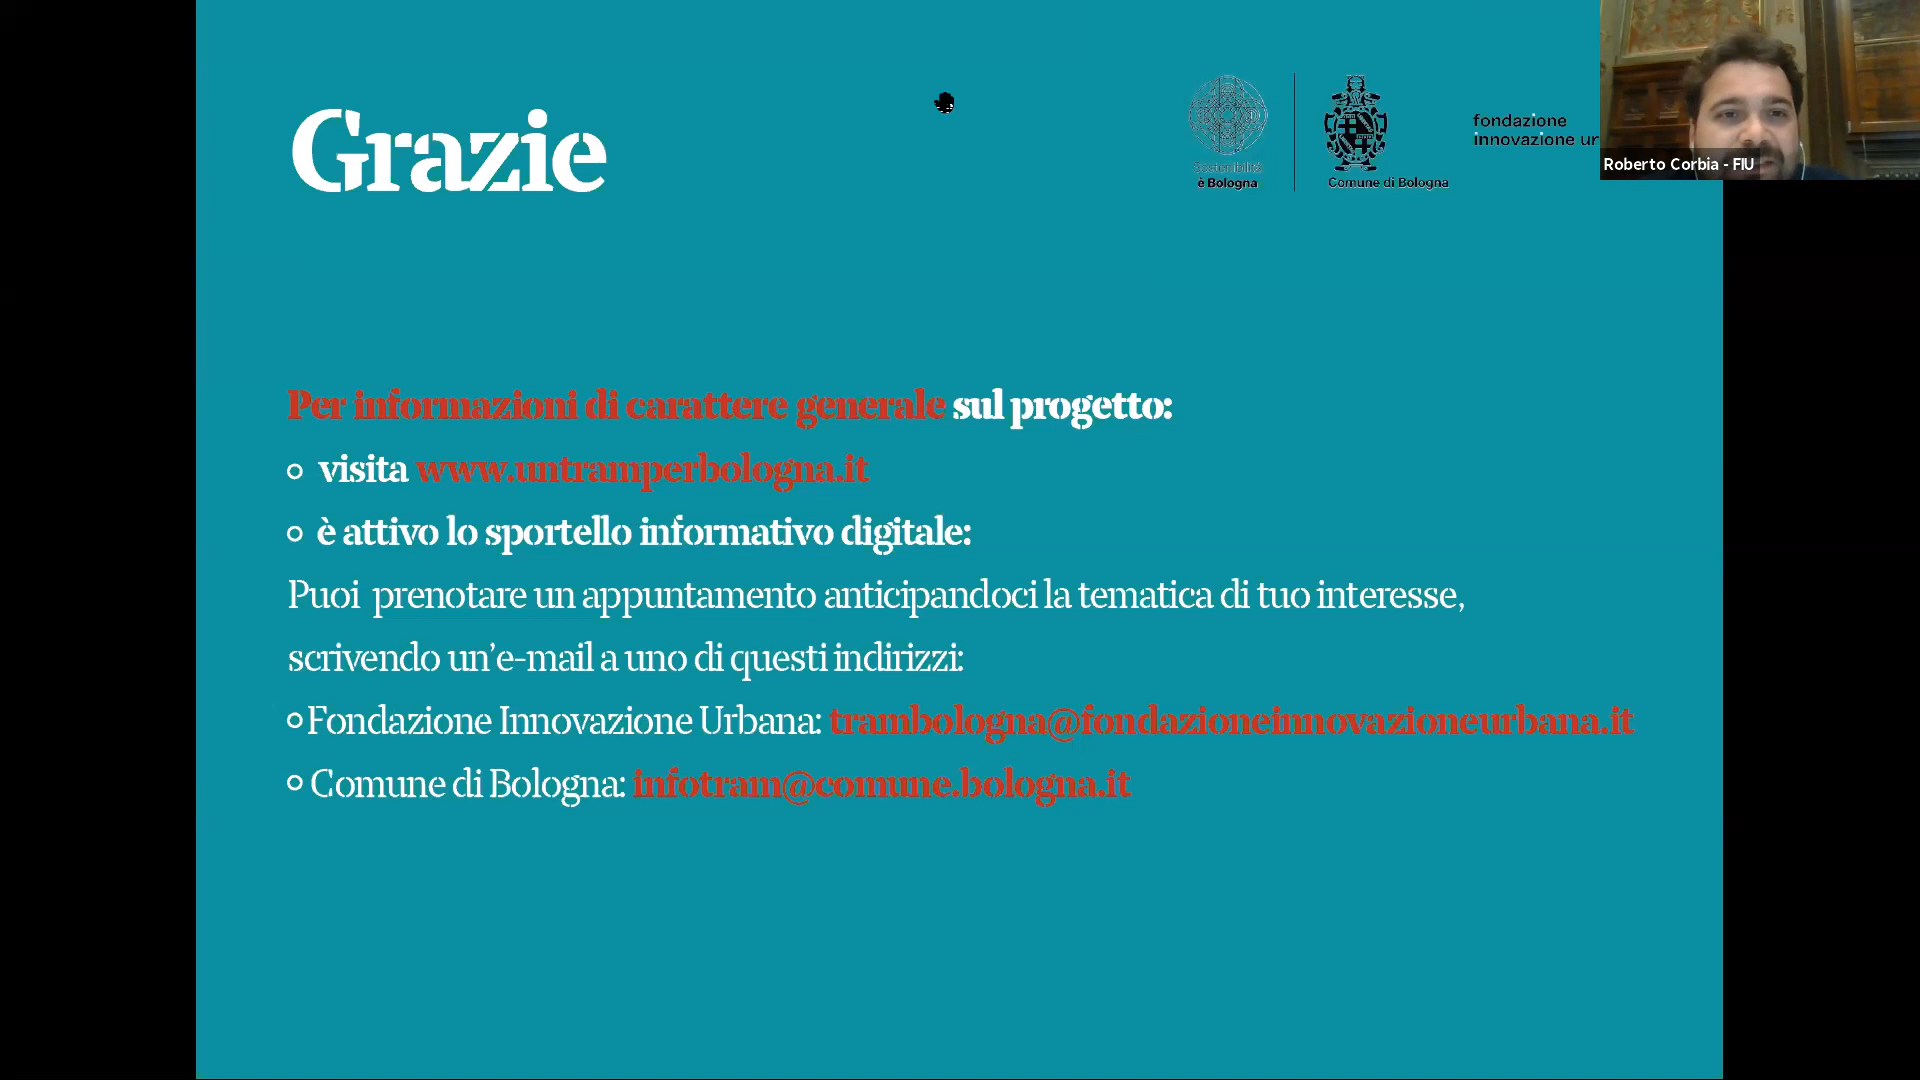 Grazie
Sostenibilità
è Bologna
Comune di Bologna
fondazione
innovazione
Roberto Corbia - FIU
Per informazioni di carattere generale sul progetto:
visita www.untramperbologna.it
è attivo lo sportello informativo digitale:
Puoi prenotare un appuntamento anticipandoci la tematica di tuo interesse,
scrivendo un’e-mail a uno di questi indirizzi:
Fondazione Innovazione Urbana: trambologna@fondazioneinnovazioneurbana.it
Comune di Bologna: infotram@comune.bologna.it